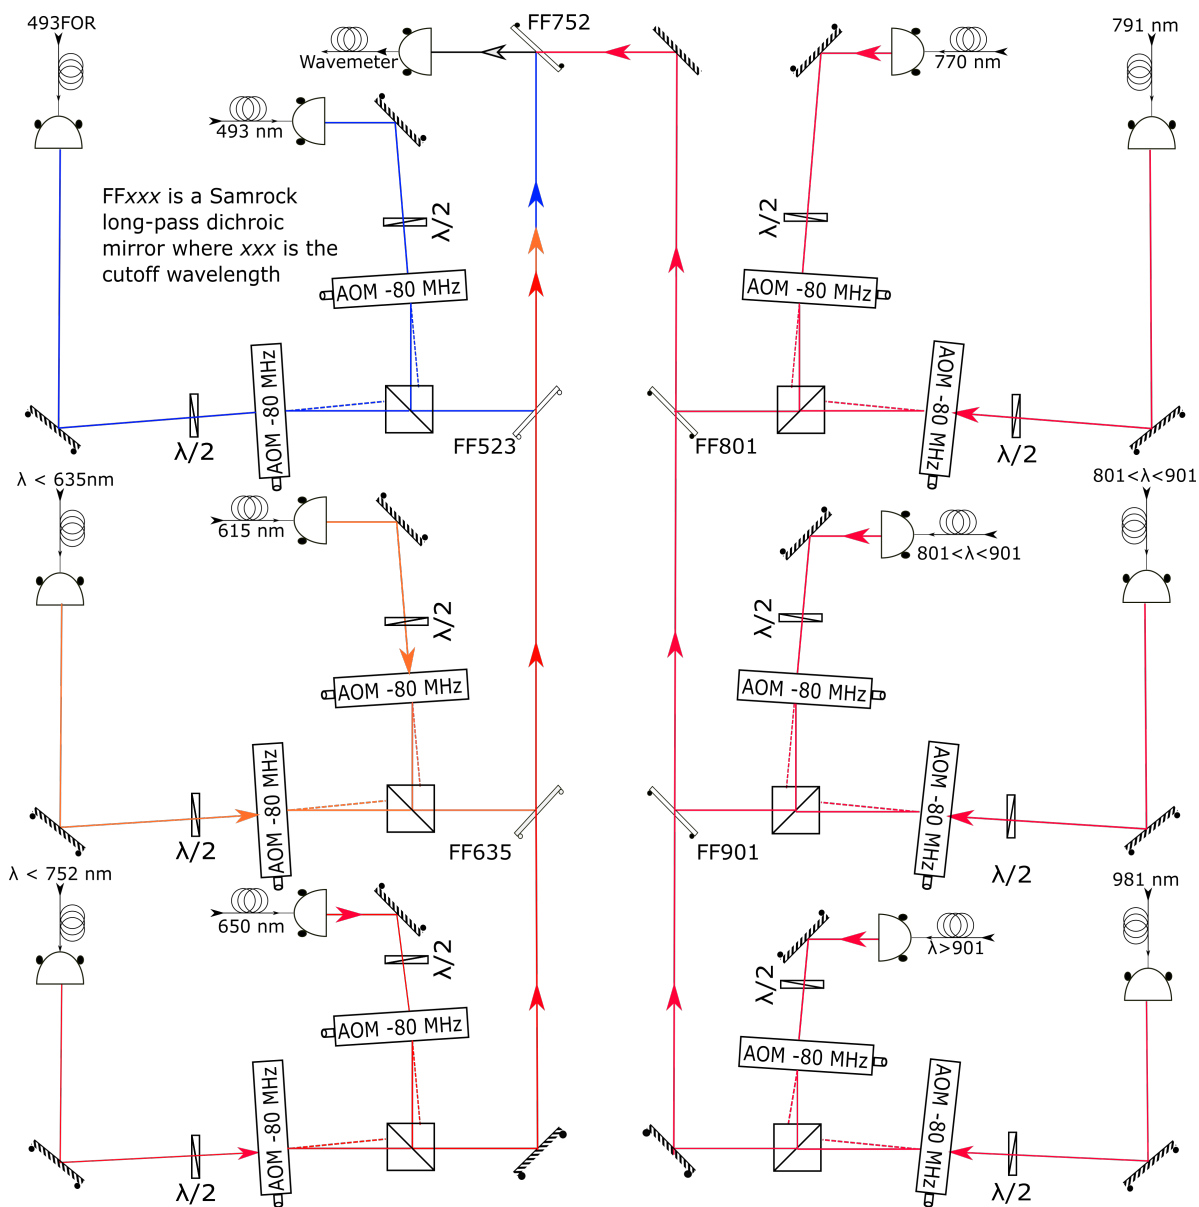 493FOR
FF752
791 nm
Wavemeter
770 nm
493 nm
FFxxx is a Samrock
long-pass dichroic
mirror where xxx is the
cutoff wavelength
λ/2
λ/2
AOM -80 MHz
AOM -80 MHz
AOM -80 MHz
AOM -80 MHz
λ/2
FF523
FF801
λ/2
λ < 635nm
801<λ<901
615 nm
801<λ<901
λ/2
λ/2
AOM -80 MHz
AOM -80 MHz
AOM -80 MHz
AOM -80 MHz
λ/2
FF635
FF901
λ/2
λ < 752 nm
981 nm
650 nm
λ>901
λ/2
λ/2
AOM -80 MHz
AOM -80 MHz
AOM -80 MHz
AOM -80 MHz
λ/2
λ/2